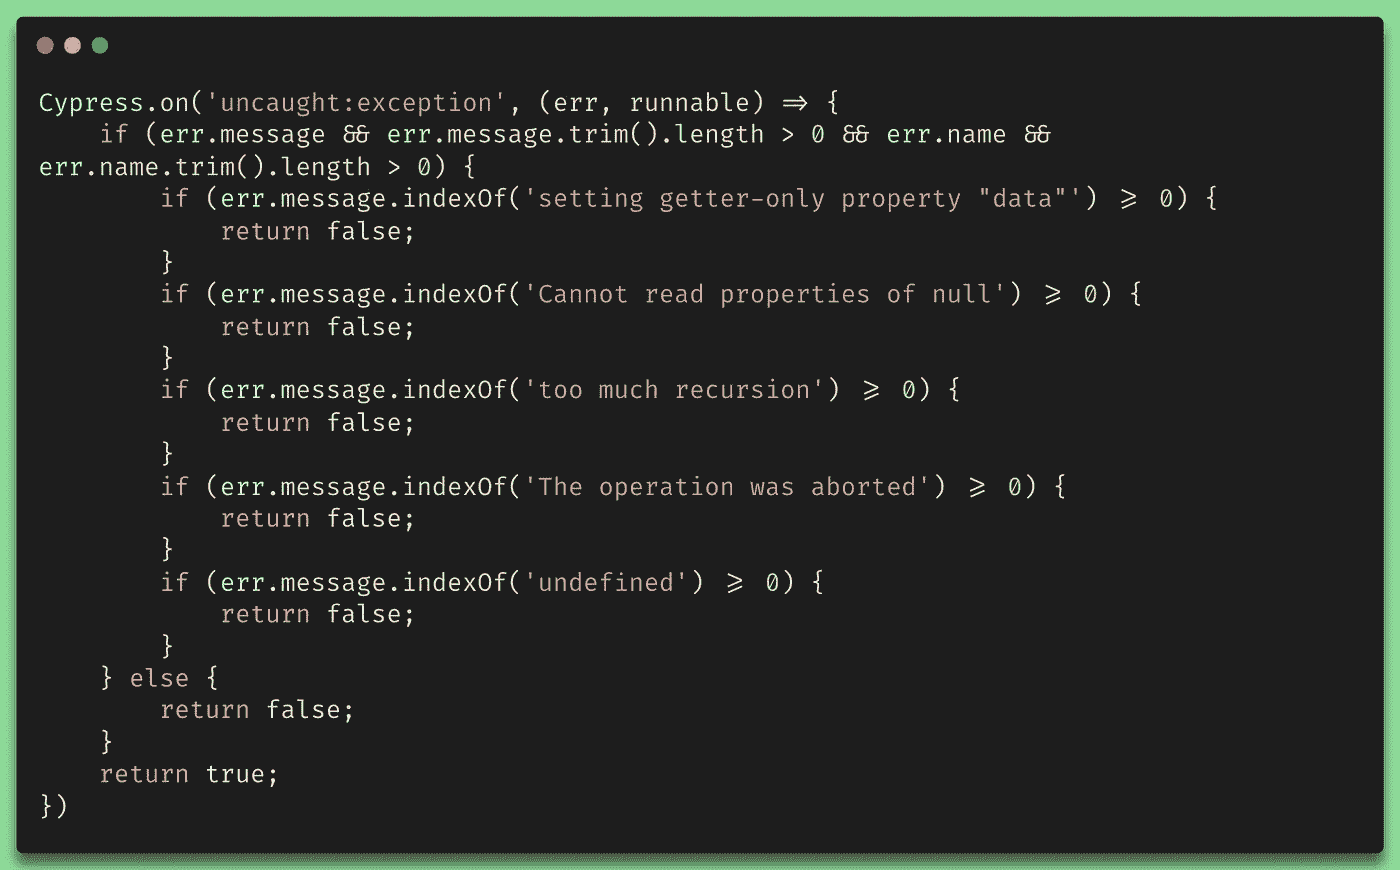 Cypress.on('uncaught:exception', (err, runnable) => {
    if (err.message && err.message.trim().length > 0 && err.name &&
err.name.trim().length > 0) {
        if (err.message.indexOf('setting getter-only property "data"') >= 0) {
            return false;
        }
        if (err.message.indexOf('Cannot read properties of null') >= 0) {
            return false;
        }
        if (err.message.indexOf('too much recursion') >= 0) {
            return false;
        }
        if (err.message.indexOf('The operation was aborted') >= 0) {
            return false;
        }
        if (err.message.indexOf('undefined') >= 0) {
            return false;
        }
    } else {
        return false;
    }
    return true;
})